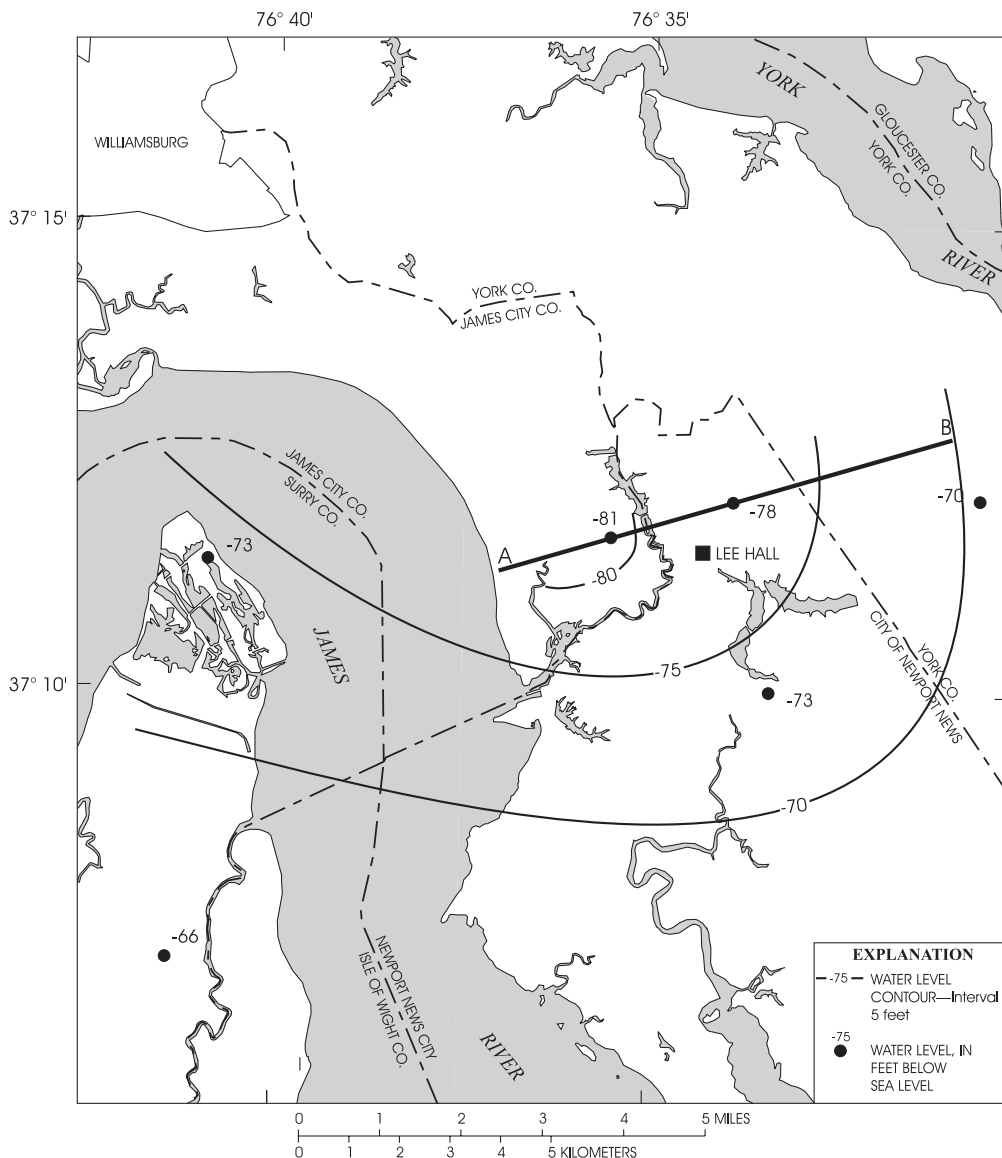 76° 40'
76° 35'
YORK
GLOUCESTER CO.
YORK CO.
WILLIAMSBURG
37° 15'
RIVER
YORK CO.
JAMES CITY CO.
B
JAMES CITY CO.
SURRY CO.
-70
-78
-81
-73
A
LEE HALL
-80
JAMES
-75
37° 10'
-73
YORK CO.
CITY OF NEWPORT NEWS
-70
-66
NEWPORT NEWS CITY
ISLE OF WIGHT CO.
RIVER
EXPLANATION
-75 WATER LEVEL
CONTOUR—Interval
5 feet
-75
WATER LEVEL, IN
FEET BELOW
SEA LEVEL
0 1 2 3 4 5 MILES
0 1 2 3 4 5 KILOMETERS